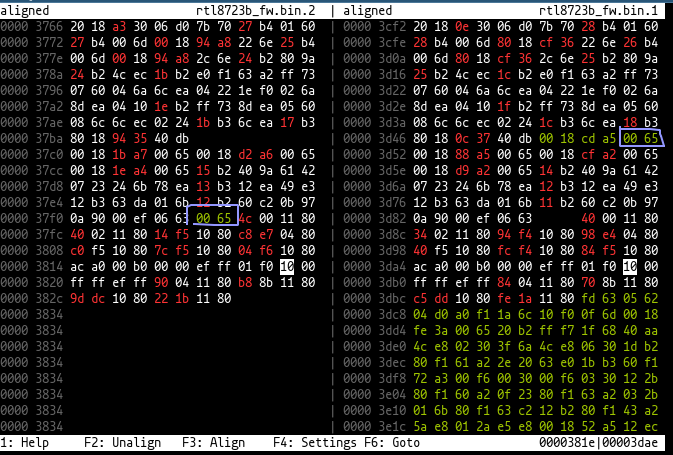 aligned rtl8723b_fw.bin.2 | aligned rtl8723b_fw.bin.1
0000 3766 20 18 a3 30 06 d0 7b 70 27 b4 01 60 | 0000 3cf2 20 18 0e 30 06 d0 7b 70 28 b4 01 60
0000 3772 27 b4 00 6d 00 18 94 a8 22 6e 25 b4 | 0000 3cfe 28 b4 00 6d 80 18 cf 36 22 6e 26 b4
0000 377e 00 6d 00 18 94 a8 2c 6e 24 b2 80 9a | 0000 3d0a 00 6d 80 18 cf 36 2c 6e 25 b2 80 9a
0000 378a 24 b2 4c ec 1b b2 e0 f1 63 a2 ff 73 | 0000 3d16 25 b2 4c ec 1c b2 e0 f1 63 a2 ff 73
0000 3796 07 60 04 6a 6c ea 04 22 1e f0 02 6a | 0000 3d22 07 60 04 6a 6c ea 04 22 1e f0 02 6a
0000 37a2 8d ea 04 10 1e b2 ff 73 8d ea 05 60 | 0000 3d2e 8d ea 04 10 1f b2 ff 73 8d ea 05 60
0000 37ae 08 6c 6c ec 02 24 1b b3 6c ea 17 b3 | 0000 3d3a 08 6c 6c ec 02 24 1c b3 6c ea 18 b3
0000 37ba 80 18 94 35 40 db | 0000 3d46 80 18 0c 37 40 db 00 18 cd a5 00 65
0000 37c0 00 18 1b a7 00 65 00 18 d2 a6 00 65 | 0000 3d52 00 18 88 a5 00 65 00 18 cf a2 00 65
0000 37cc 00 18 1e a4 00 65 15 b2 40 9a 61 42 | 0000 3d5e 00 18 d9 a2 00 65 14 b2 40 9a 61 42
0000 37d8 07 23 24 6b 78 ea 13 b3 12 ea 49 e3 | 0000 3d6a 07 23 24 6b 78 ea 12 b3 12 ea 49 e3
0000 37e4 12 b3 63 da 01 6b 12 b3 60 c2 0b 97 | 0000 3d76 12 b3 63 da 01 6b 11 b2 60 c2 0b 97
0000 37f0 0a 90 00 ef 06 63 00 65 4c 00 11 80 | 0000 3d82 0a 90 00 ef 06 63 40 00 11 80
0000 37fc 40 02 11 80 14 f5 10 80 c8 e7 04 80 | 0000 3d8c 34 02 11 80 94 f4 10 80 98 e4 04 80
0000 3808 c0 f5 10 80 7c f5 10 80 04 f6 10 80 | 0000 3d98 40 f5 10 80 fc f4 10 80 84 f5 10 80
0000 3814 ac a0 00 b0 00 00 ef ff 01 f0 10 00 | 0000 3da4 ac a0 00 b0 00 00 ef ff 01 f0 10 00
0000 3820 ff ff ef ff 90 04 11 80 b8 8b 11 80 | 0000 3db0 ff ff ef ff 84 04 11 80 70 8b 11 80
0000 382c 9d dc 10 80 22 1b 11 80 | 0000 3dbc c5 dd 10 80 fe 1a 11 80 fd 63 05 62
0000 3834 | 0000 3dc8 04 d0 a0 f1 1a 6c 10 f0 0f 6d 00 18
0000 3834 | 0000 3dd4 fe 3a 00 65 20 b2 ff f7 1f 68 40 aa
0000 3834 | 0000 3de0 4c e8 02 30 3f 6a 4c e8 06 30 1d b2
0000 3834 | 0000 3dec 80 f1 61 a2 2e 20 63 e0 1b b3 60 f1
0000 3834 | 0000 3df8 72 a3 00 f6 00 30 00 f6 03 30 12 2b
0000 3834 | 0000 3e04 80 f1 60 a2 0f 23 80 f1 63 a2 03 2b
0000 3834 | 0000 3e10 01 6b 80 f1 63 c2 12 b2 80 f1 43 a2
0000 3834 | 0000 3e1c 5a e8 01 2a e5 e8 00 18 52 a5 12 ec
1: Help F2: Unalign F3: Align F4: Settings F6: Goto 0000381e|00003dae